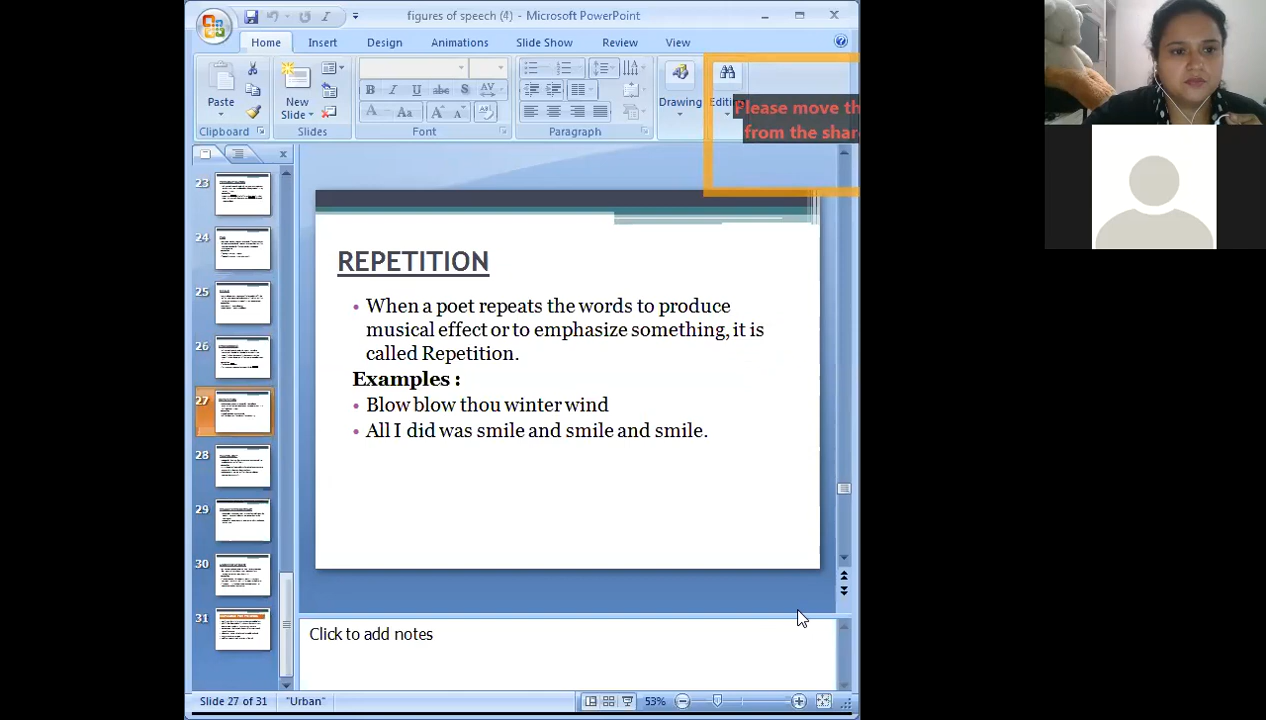 figures of speech (4) - Microsoft PowerPoint
Home Insert Design Animations Slide Show Review View
Paste
New
Slide
Drawing
Editing
Please move th
from the shar
Clipboard Slides Font Paragraph
23
24
25
26
27
28
29
30
31
REPETITION
• When a poet repeats the words to produce
musical effect or to emphasize something, it is
called Repetition.
Examples :
• Blow blow thou winter wind
• All I did was smile and smile and smile.
Click to add notes
Slide 27 of 31 "Urban" 53%